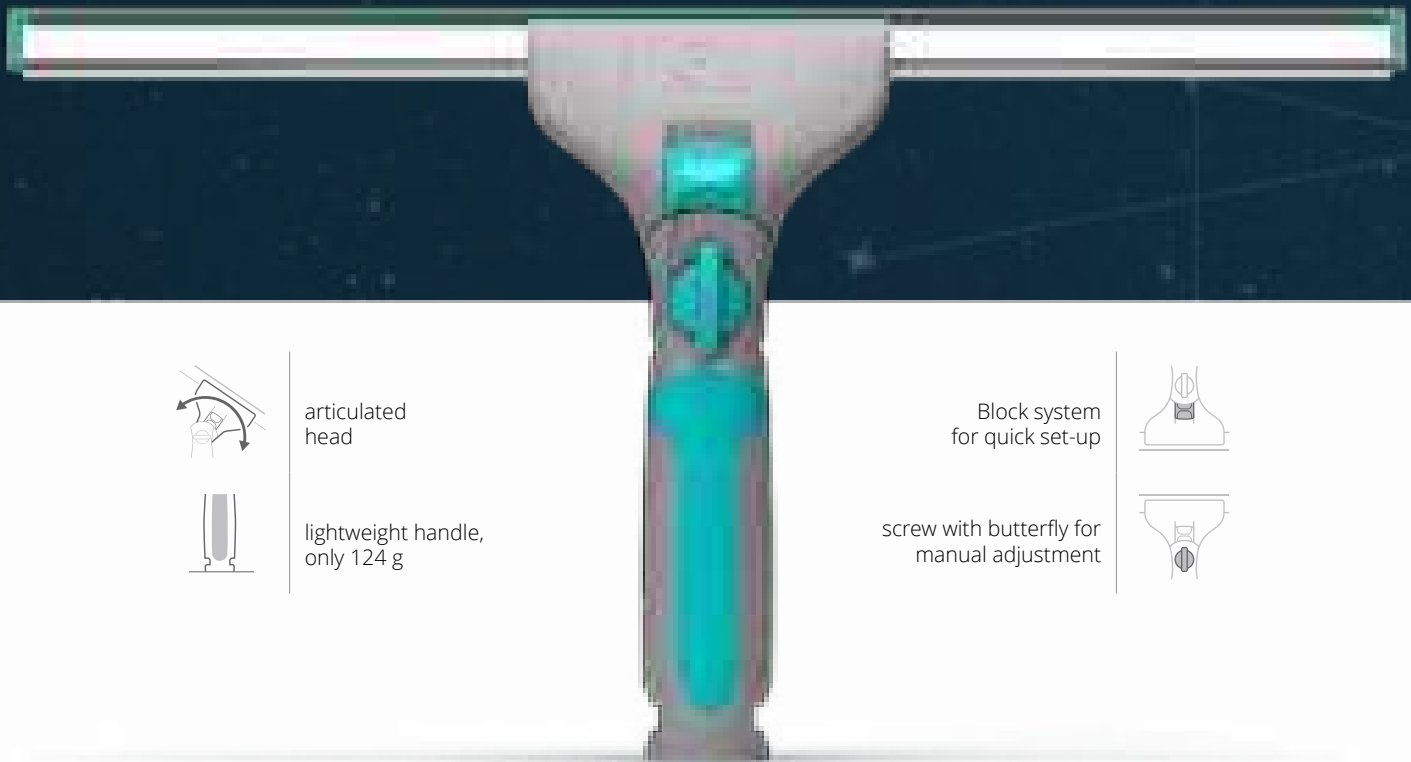 articulated
head
lightweight handle,
only 124 g
Block system
for quick set-up
screw with butterfly for
manual adjustment